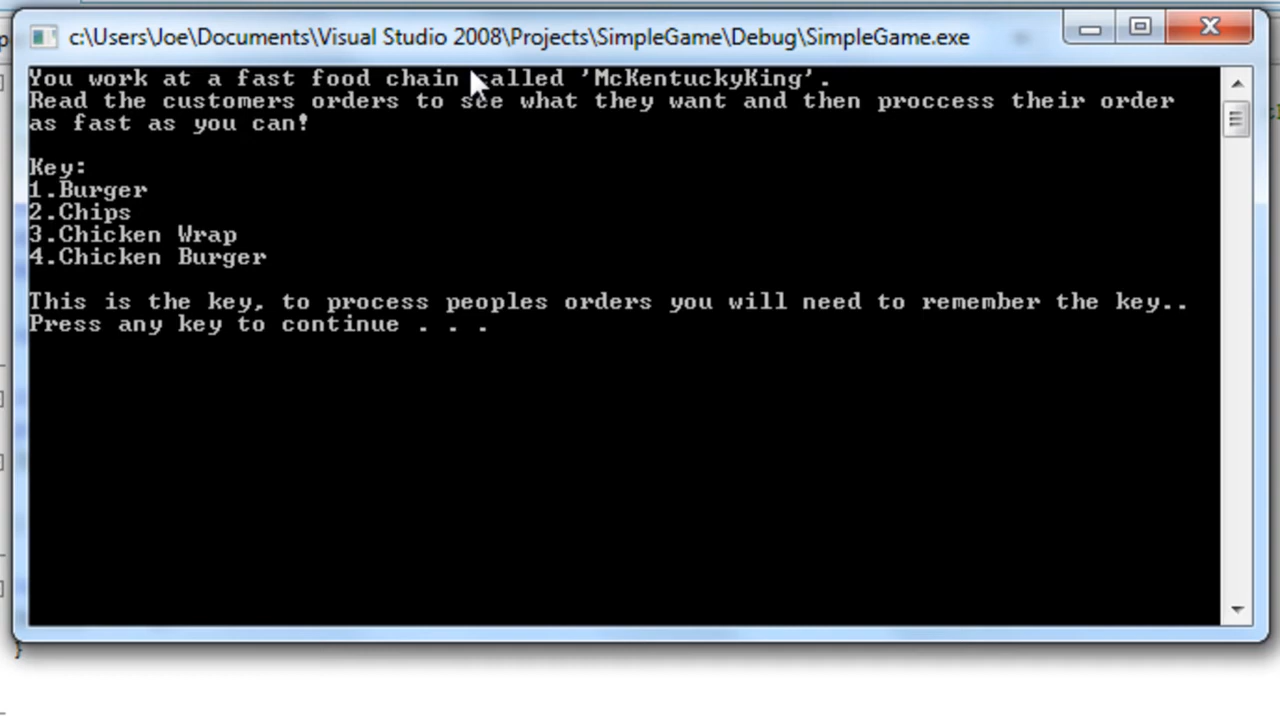 c:\Users\Joe\Documents\Visual Studio 2008\Projects\SimpleGame\Debug\SimpleGame.exe
You work at a fast food chain called 'McKentuckyKing'.
Read the customers orders to see what they want and then proccess their order
as fast as you can!
Key:
1.Burger
2.Chips
3.Chicken Wrap
4.Chicken Burger
This is the key, to process peoples orders you will need to remember the key..
Press any key to continue . . .
}